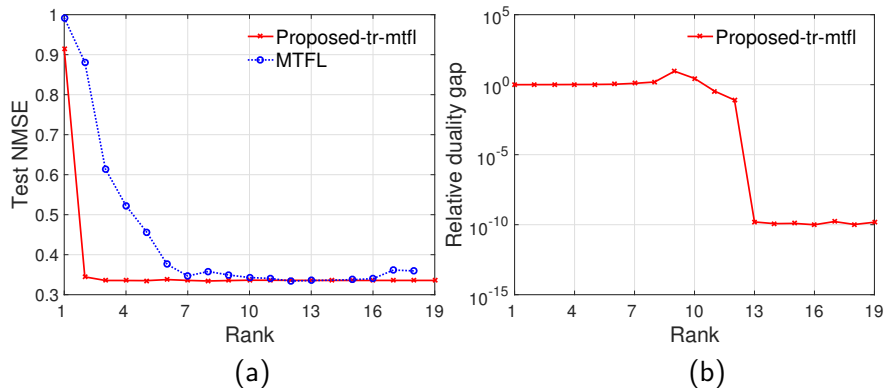 1
0.9
0.8
0.7
0.6
0.5
0.4
0.3
Test NMSE
Proposed-tr-mtfl
MTFL
1 4 7 10 13 16 19
Rank
(a)
10^5
10^0
10^-5
10^-10
10^-15
Relative duality gap
Proposed-tr-mtfl
1 4 7 10 13 16 19
Rank
(b)